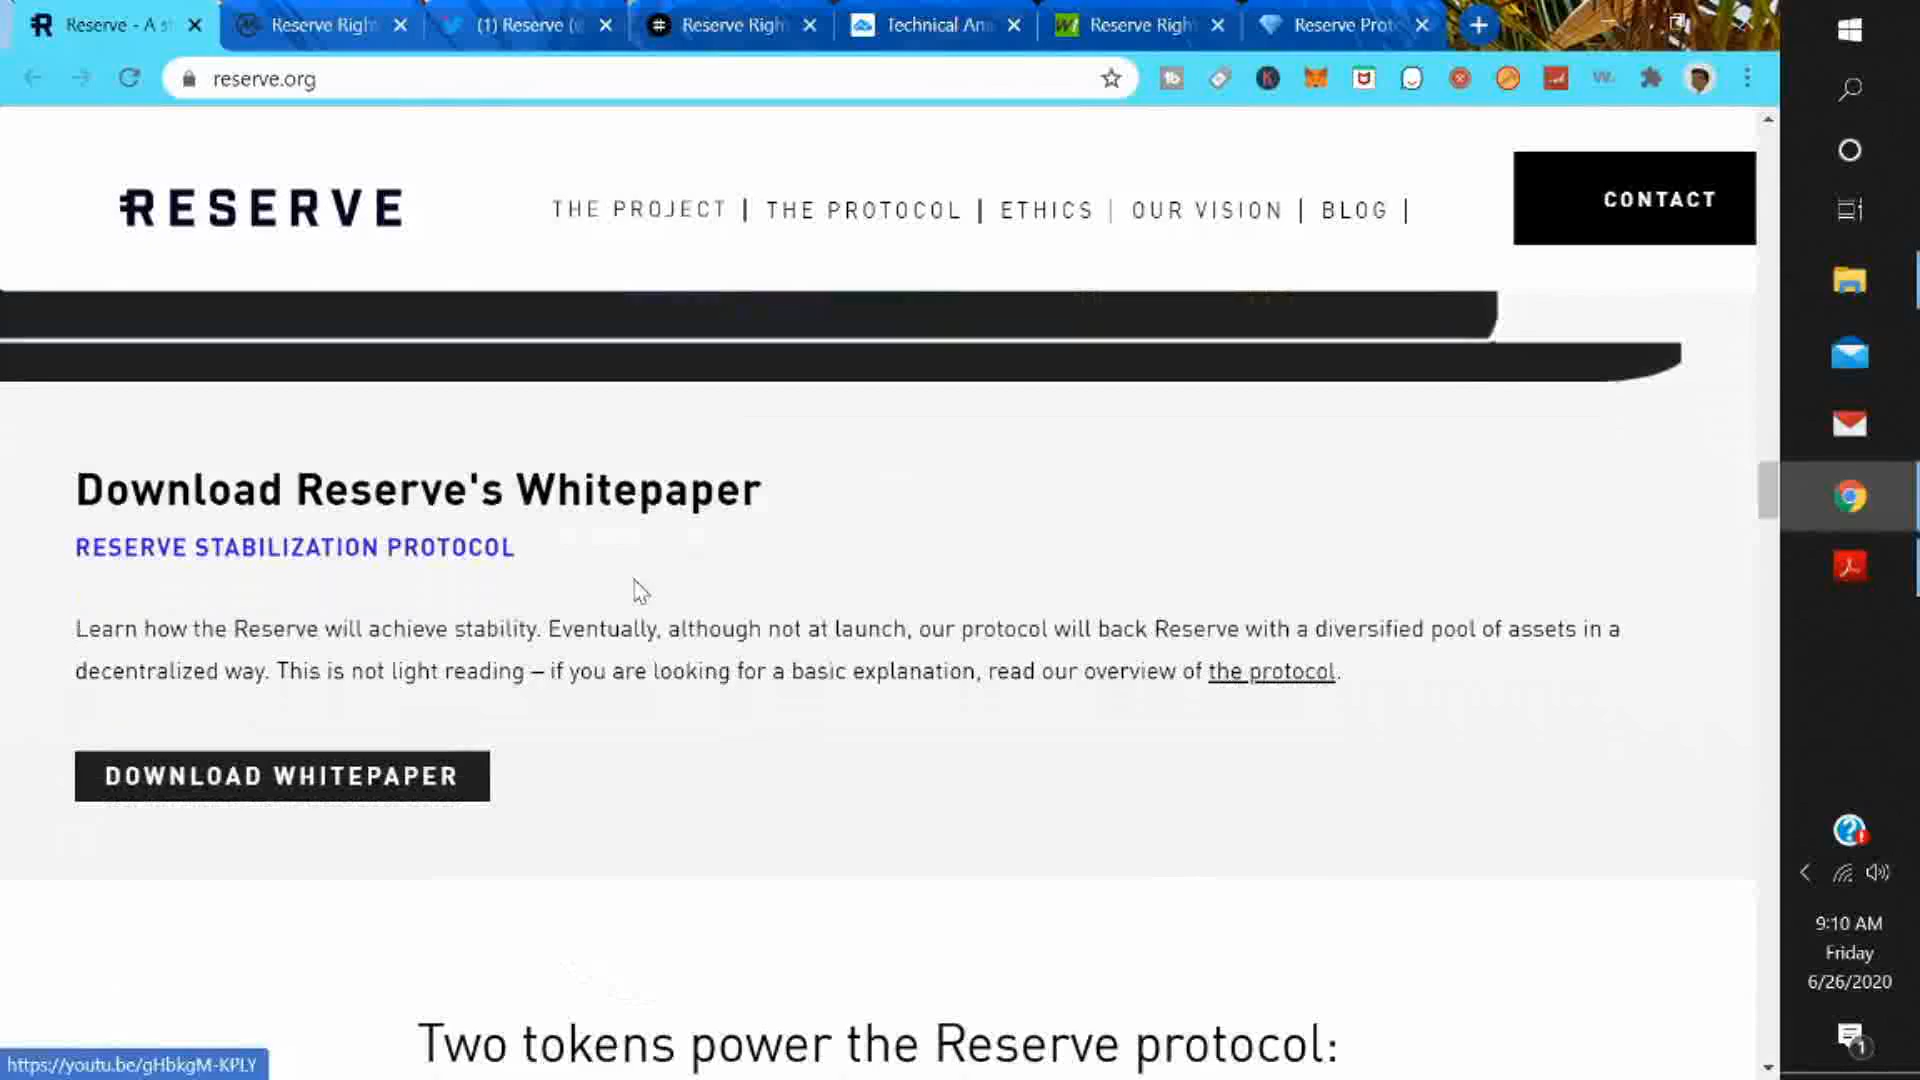 Reserve - A s
Reserve Righ
(1) Reserve (
Reserve Righ
Technical An
Reserve Righ
Reserve Prot
reserve.org
RESERVE
THE PROJECT | THE PROTOCOL | ETHICS | OUR VISION | BLOG |
CONTACT
Download Reserve's Whitepaper
RESERVE STABILIZATION PROTOCOL
Learn how the Reserve will achieve stability. Eventually, although not at launch, our protocol will back Reserve with a diversified pool of assets in a
decentralized way. This is not light reading – if you are looking for a basic explanation, read our overview of the protocol.
DOWNLOAD WHITEPAPER
Two tokens power the Reserve protocol:
https://youtu.be/gHbkgM-KPLY
9:10 AM
Friday
6/26/2020
1